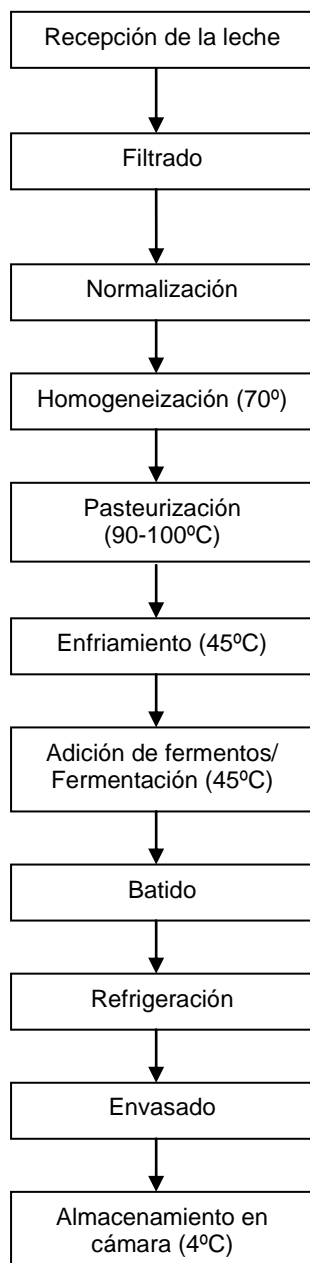 Recepción de la leche
Filtrado
Normalización
Homogeneización (70º)
Pasteurización
(90-100ºC)
Enfriamiento (45ºC)
Adición de fermentos/
Fermentación (45ºC)
Batido
Refrigeración
Envasado
Almacenamiento en
cámara (4ºC)